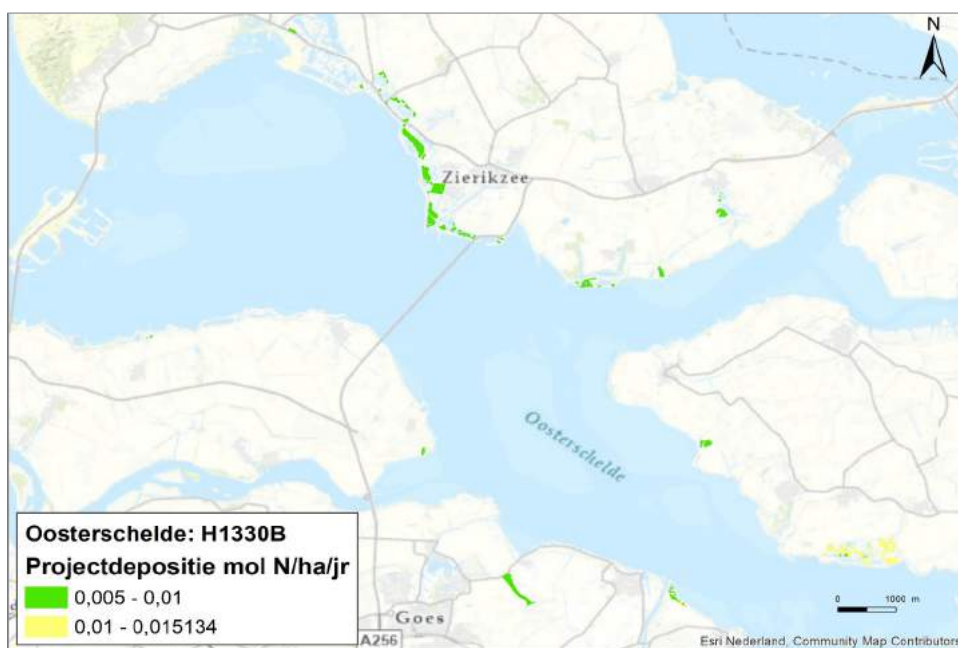 N
Zierikzee
Oosterschelde
Oosterschelde: H1330B
Projectdepositie mol N/ha/jr
0,005 - 0,01
0,01 - 0,015134
Goes
A256
0 1000 m
Esri Nederland, Community Map Contributors